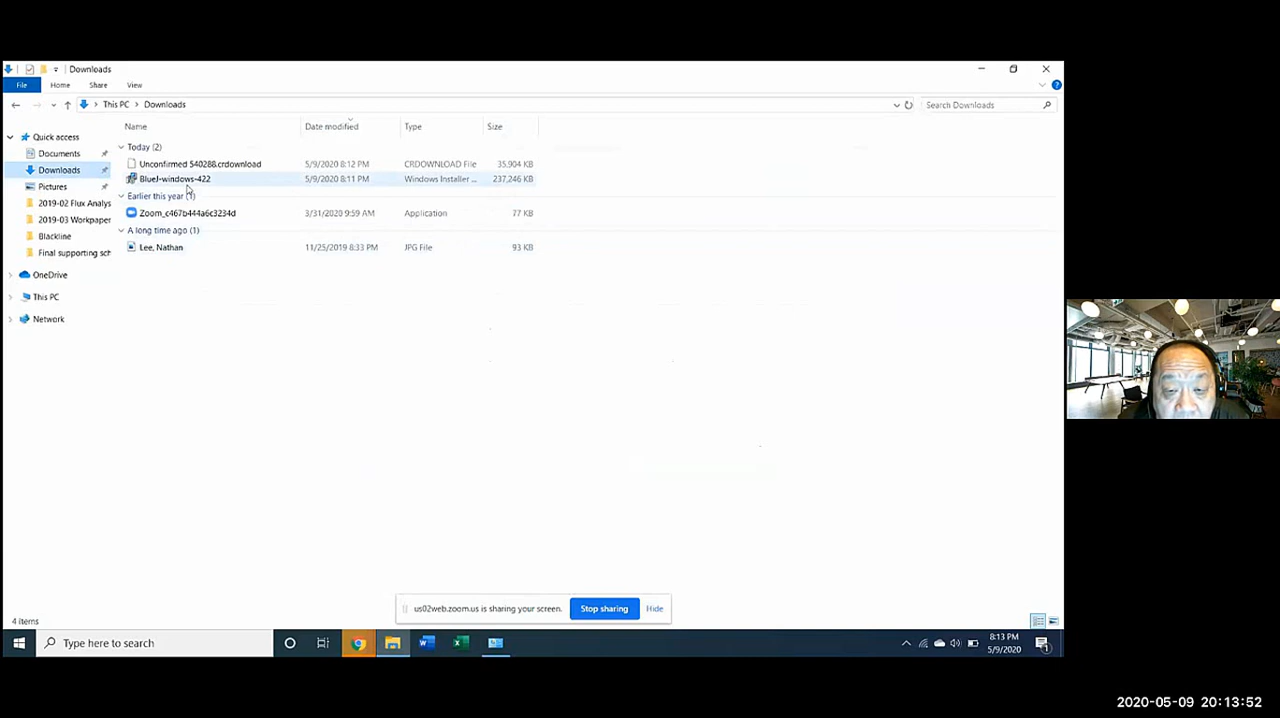 Downloads
File Home Share View
This PC Downloads
Search Downloads
Name Date modified Type Size
Quick access
Documents
Downloads
Pictures
2019-02 Flux Analys
2019-03 Workpaper
Blackline
Final supporting sch
OneDrive
This PC
Network
Today (2)
Unconfirmed 540288.crdownload 5/9/2020 8:12 PM CRDOWNLOAD File 35,904 KB
BlueJ-windows-422 5/9/2020 8:11 PM Windows Installer ... 237,246 KB
Earlier this year (1)
Zoom_c467b444a6c3234d 3/31/2020 9:59 AM Application 77 KB
A long time ago (1)
Lee, Nathan 11/25/2019 8:33 PM JPG File 93 KB
us02web.zoom.us is sharing your screen. Stop sharing Hide
4 items
Type here to search
8:13 PM
5/9/2020
2020-05-09 20:13:52